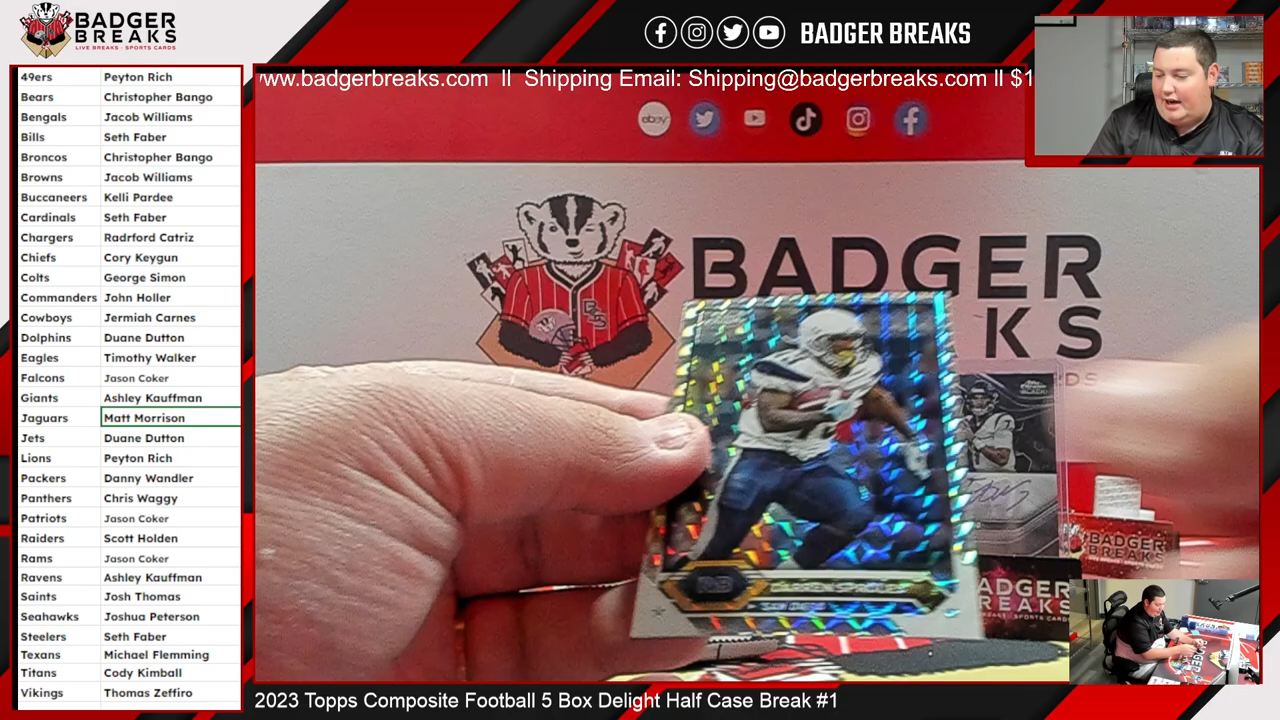 BADGER
BREAKS
LIVE BREAKS · SPORTS CARDS
BADGER BREAKS
www.badgerbreaks.com ll Shipping Email: Shipping@badgerbreaks.com ll $1
49ers Peyton Rich
Bears Christopher Bango
Bengals Jacob Williams
Bills Seth Faber
Broncos Christopher Bango
Browns Jacob Williams
Buccaneers Kelli Pardee
Cardinals Seth Faber
Chargers Radrford Catriz
Chiefs Cory Keygun
Colts George Simon
Commanders John Holler
Cowboys Jermiah Carnes
Dolphins Duane Dutton
Eagles Timothy Walker
Falcons Jason Coker
Giants Ashley Kauffman
Jaguars Matt Morrison
Jets Duane Dutton
Lions Peyton Rich
Packers Danny Wandler
Panthers Chris Waggy
Patriots Jason Coker
Raiders Scott Holden
Rams Jason Coker
Ravens Ashley Kauffman
Saints Josh Thomas
Seahawks Joshua Peterson
Steelers Seth Faber
Texans Michael Flemming
Titans Cody Kimball
Vikings Thomas Zeffiro
ebay
BADGER
KS
RB
BADGER
BREAKS
ADGER
REAKS
2023 Topps Composite Football 5 Box Delight Half Case Break #1